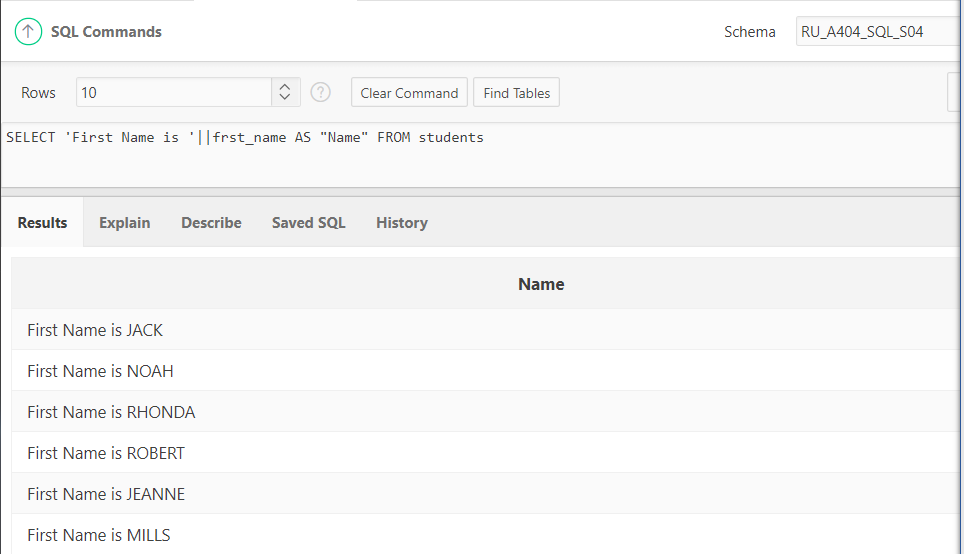 SQL Commands Schema RU_A404_SQL_S04
Rows 10 ? Clear Command Find Tables
SELECT 'First Name is '||frst_name AS "Name" FROM students
Results Explain Describe Saved SQL History
Name
First Name is JACK
First Name is NOAH
First Name is RHONDA
First Name is ROBERT
First Name is JEANNE
First Name is MILLS